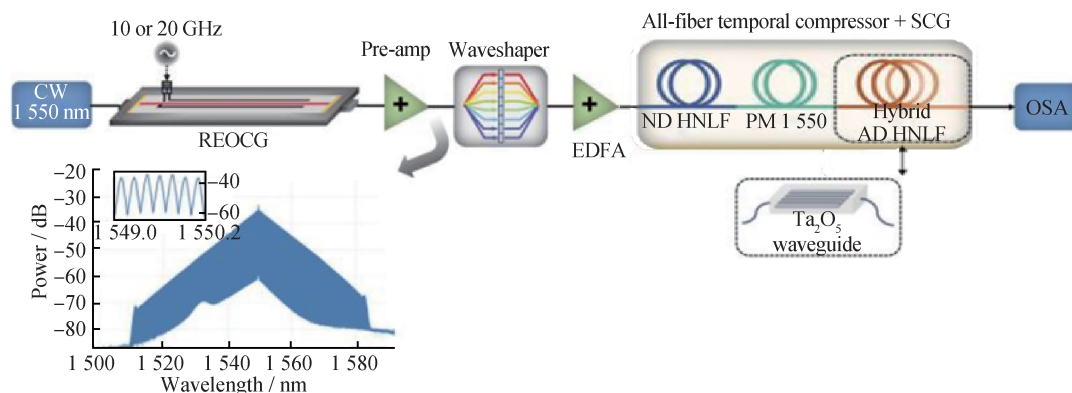 10 or 20 GHz
CW
1 550 nm
REOCG
Pre-amp
Waveshaper
EDFA
All-fiber temporal compressor + SCG
ND HNLF
PM 1 550
Hybrid
AD HNLF
OSA
Ta2O5
waveguide
Power / dB
−20
−30
−40
−50
−60
−70
−80
−40
−60
1 549.0
1 550.2
1 500
1 520
1 540
1 560
1 580
Wavelength / nm